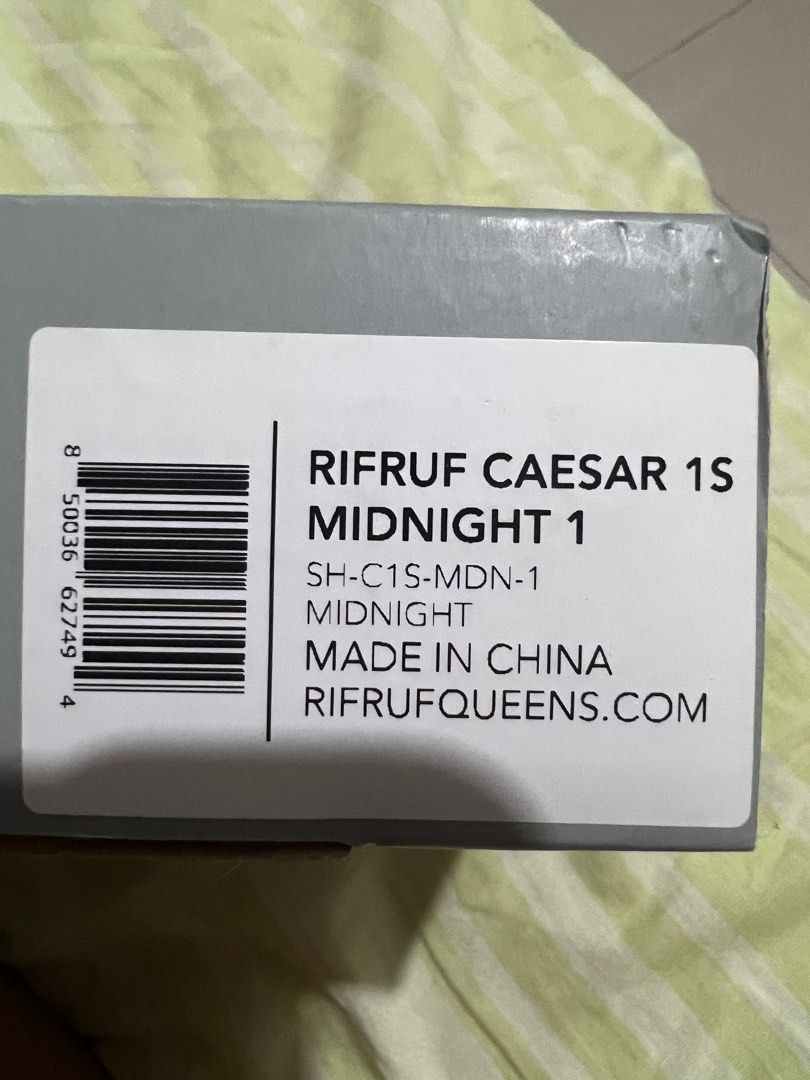 8 50036 62749 4
RIFRUF CAESAR 1S
MIDNIGHT 1
SH-C1S-MDN-1
MIDNIGHT
MADE IN CHINA
RIFRUFQUEENS.COM